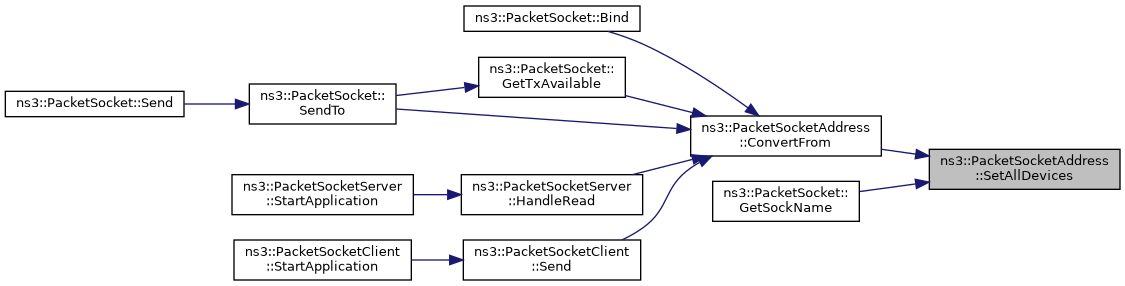 ns3::PacketSocket::Bind
ns3::PacketSocket::
GetTxAvailable
ns3::PacketSocket::Send
ns3::PacketSocket::
SendTo
ns3::PacketSocketAddress
::ConvertFrom
ns3::PacketSocketAddress
::SetAllDevices
ns3::PacketSocketServer
::StartApplication
ns3::PacketSocketServer
::HandleRead
ns3::PacketSocket::
GetSockName
ns3::PacketSocketClient
::StartApplication
ns3::PacketSocketClient
::Send